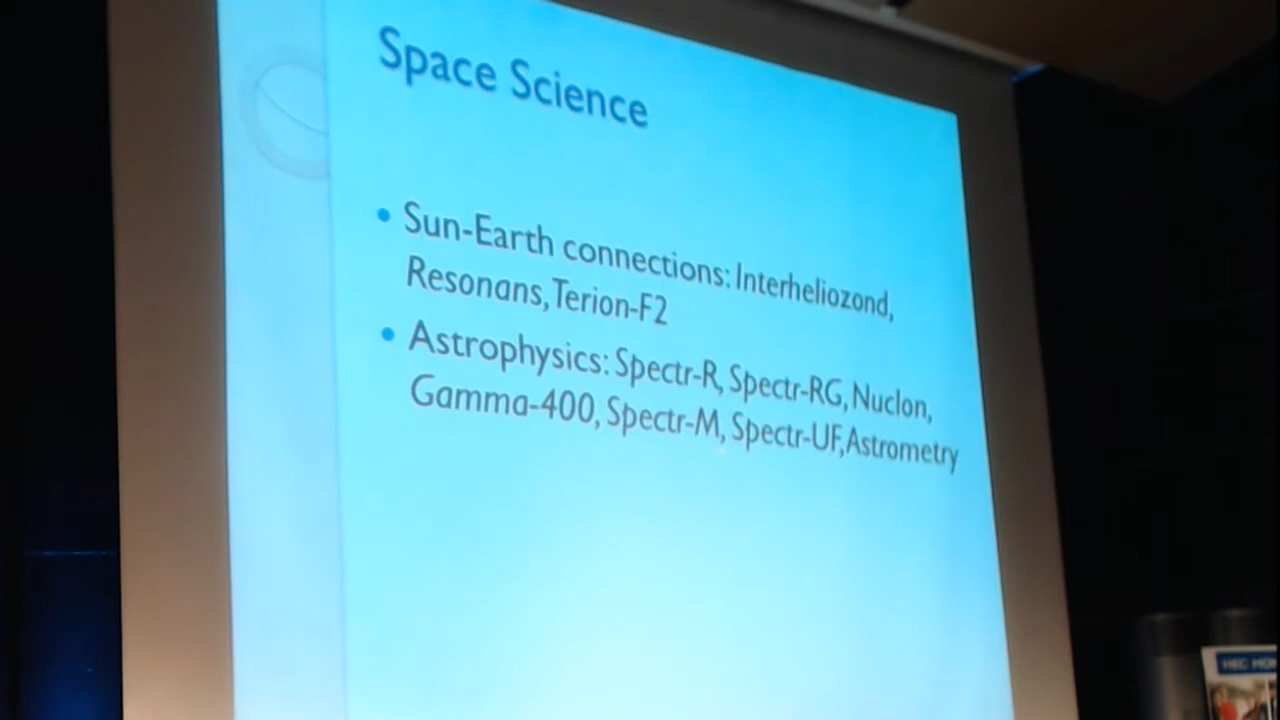 Space Science
• Sun-Earth connections: Interheliozond,
Resonans, Terion-F2
• Astrophysics: Spectr-R, Spectr-RG, Nuclon,
Gamma-400, Spectr-M, Spectr-UF, Astrometry
HEC